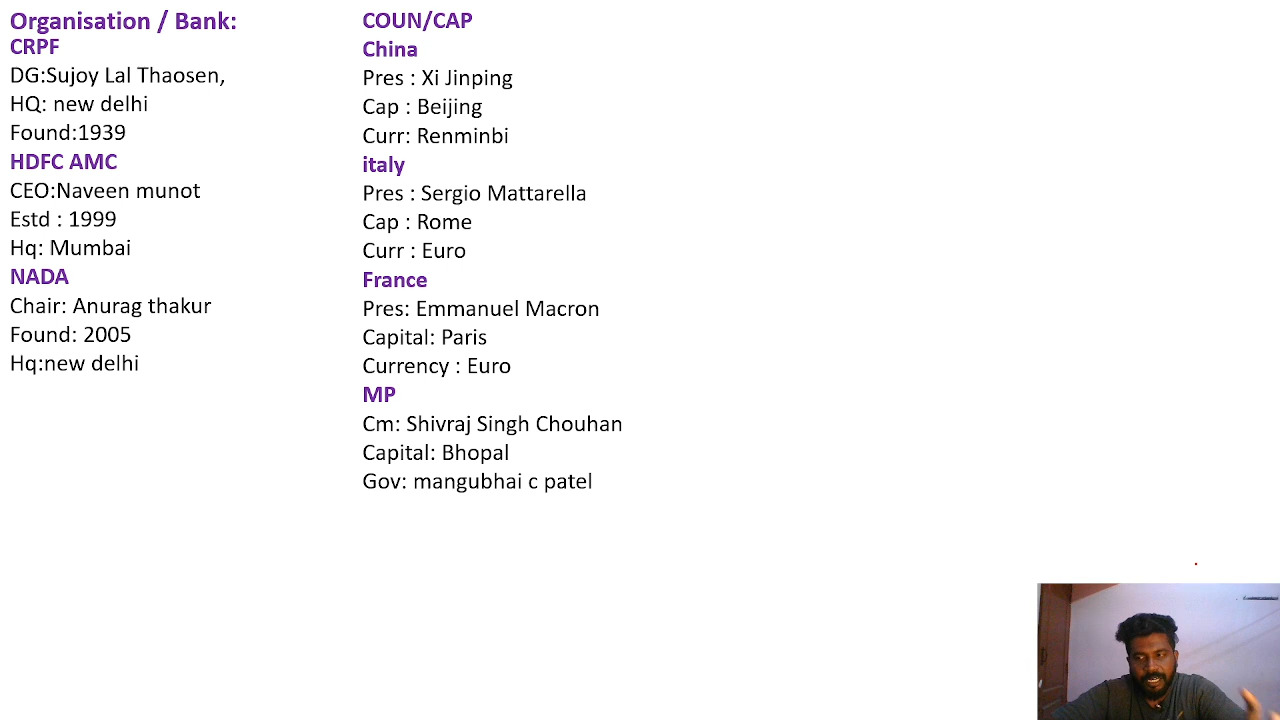 Organisation / Bank:
CRPF
DG:Sujoy Lal Thaosen,
HQ: new delhi
Found:1939
HDFC AMC
CEO:Naveen munot
Estd : 1999
Hq: Mumbai
NADA
Chair: Anurag thakur
Found: 2005
Hq:new delhi
COUN/CAP
China
Pres : Xi Jinping
Cap : Beijing
Curr: Renminbi
italy
Pres : Sergio Mattarella
Cap : Rome
Curr : Euro
France
Pres: Emmanuel Macron
Capital: Paris
Currency : Euro
MP
Cm: Shivraj Singh Chouhan
Capital: Bhopal
Gov: mangubhai c patel